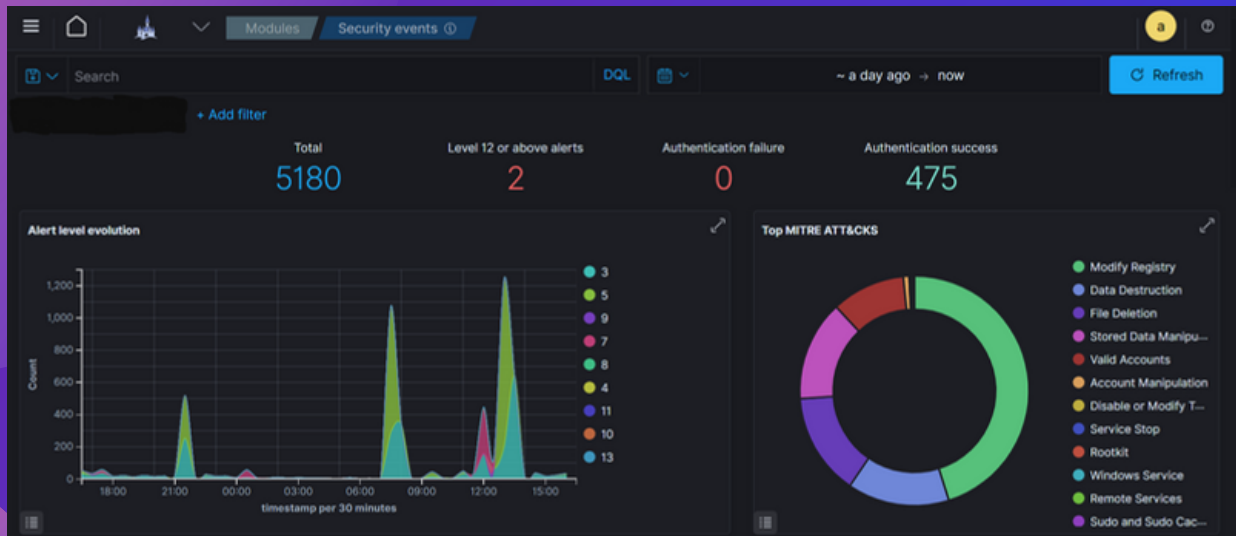 Modules Security events
a
Search DQL ~ a day ago → now Refresh
+ Add filter
Total Level 12 or above alerts Authentication failure Authentication success
5180 2 0 475
Alert level evolution
1,200
1,000
800
600
400
200
0
Count
18:00 21:00 00:00 03:00 06:00 09:00 12:00 15:00
timestamp per 30 minutes
3
5
9
7
8
4
11
10
13
Top MITRE ATT&CKS
Modify Registry
Data Destruction
File Deletion
Stored Data Manipu...
Valid Accounts
Account Manipulation
Disable or Modify T...
Service Stop
Rootkit
Windows Service
Remote Services
Sudo and Sudo Cac...